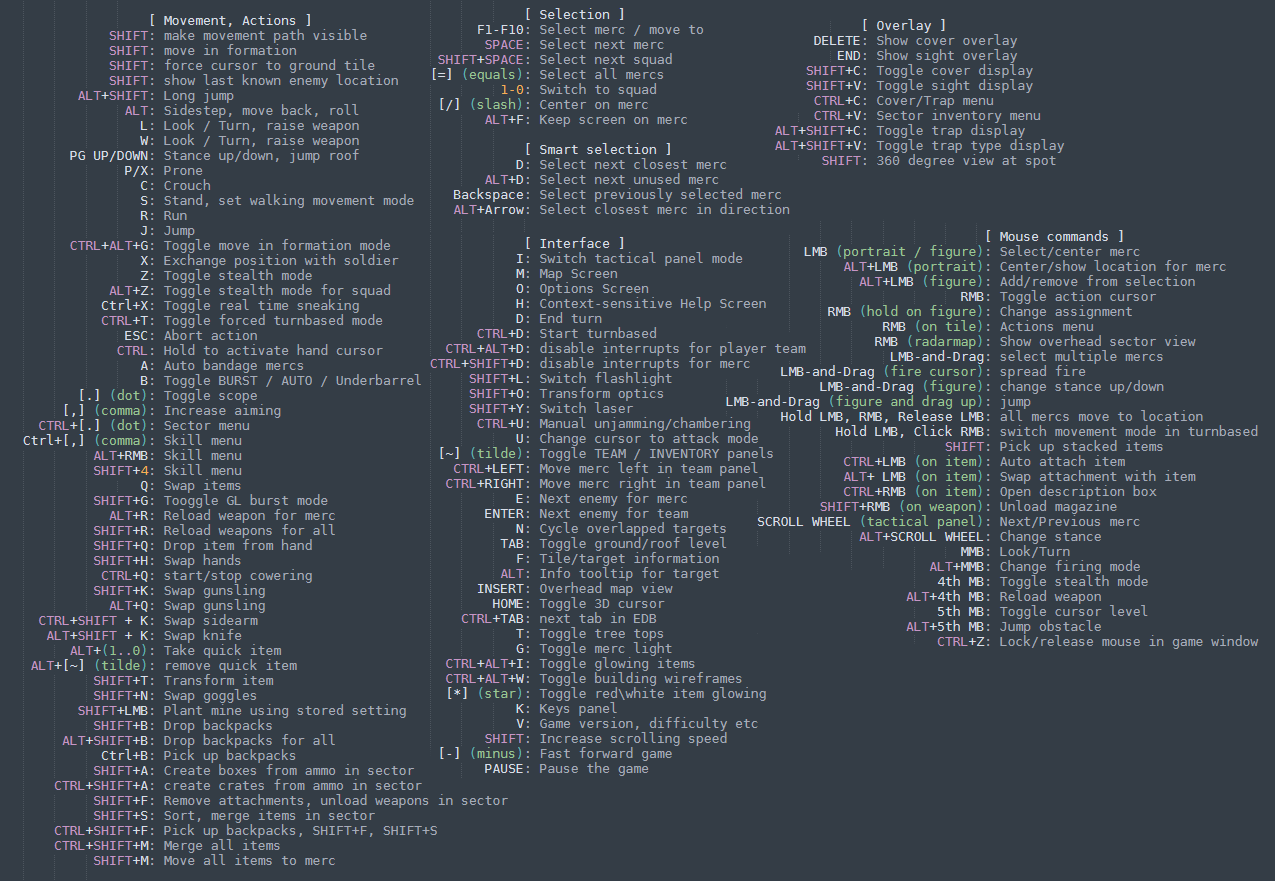 [ Movement, Actions ]
SHIFT: make movement path visible
SHIFT: move in formation
SHIFT: force cursor to ground tile
SHIFT: show last known enemy location
ALT+SHIFT: Long jump
ALT: Sidestep, move back, roll
L: Look / Turn, raise weapon
W: Look / Turn, raise weapon
PG UP/DOWN: Stance up/down, jump roof
P/X: Prone
C: Crouch
S: Stand, set walking movement mode
R: Run
J: Jump
CTRL+ALT+G: Toggle move in formation mode
X: Exchange position with soldier
Z: Toggle stealth mode
ALT+Z: Toggle stealth mode for squad
Ctrl+X: Toggle real time sneaking
CTRL+T: Toggle forced turnbased mode
ESC: Abort action
CTRL: Hold to activate hand cursor
A: Auto bandage mercs
B: Toggle BURST / AUTO / Underbarrel
[.] (dot): Toggle scope
[,] (comma): Increase aiming
CTRL+[.] (dot): Sector menu
Ctrl+[,] (comma): Skill menu
ALT+RMB: Skill menu
SHIFT+4: Skill menu
Q: Swap items
SHIFT+G: Tooggle GL burst mode
ALT+R: Reload weapon for merc
SHIFT+R: Reload weapons for all
SHIFT+Q: Drop item from hand
SHIFT+H: Swap hands
CTRL+Q: start/stop cowering
SHIFT+K: Swap gunsling
ALT+Q: Swap gunsling
CTRL+SHIFT + K: Swap sidearm
ALT+SHIFT + K: Swap knife
ALT+(1..0): Take quick item
ALT+[~] (tilde): remove quick item
SHIFT+T: Transform item
SHIFT+N: Swap goggles
SHIFT+LMB: Plant mine using stored setting
SHIFT+B: Drop backpacks
ALT+SHIFT+B: Drop backpacks for all
Ctrl+B: Pick up backpacks
SHIFT+A: Create boxes from ammo in sector
CTRL+SHIFT+A: create crates from ammo in sector
SHIFT+F: Remove attachments, unload weapons in sector
SHIFT+S: Sort, merge items in sector
CTRL+SHIFT+F: Pick up backpacks, SHIFT+F, SHIFT+S
CTRL+SHIFT+M: Merge all items
SHIFT+M: Move all items to merc
[ Selection ]
F1-F10: Select merc / move to
SPACE: Select next merc
SHIFT+SPACE: Select next squad
[=] (equals): Select all mercs
1-0: Switch to squad
[/] (slash): Center on merc
ALT+F: Keep screen on merc
[ Smart selection ]
D: Select next closest merc
ALT+D: Select next unused merc
Backspace: Select previously selected merc
ALT+Arrow: Select closest merc in direction
[ Interface ]
I: Switch tactical panel mode
M: Map Screen
O: Options Screen
H: Context-sensitive Help Screen
D: End turn
CTRL+D: Start turnbased
CTRL+ALT+D: disable interrupts for player team
CTRL+SHIFT+D: disable interrupts for merc
SHIFT+L: Switch flashlight
SHIFT+O: Transform optics
SHIFT+Y: Switch laser
CTRL+U: Manual unjamming/chambering
U: Change cursor to attack mode
[~] (tilde): Toggle TEAM / INVENTORY panels
CTRL+LEFT: Move merc left in team panel
CTRL+RIGHT: Move merc right in team panel
E: Next enemy for merc
ENTER: Next enemy for team
N: Cycle overlapped targets
TAB: Toggle ground/roof level
F: Tile/target information
ALT: Info tooltip for target
INSERT: Overhead map view
HOME: Toggle 3D cursor
CTRL+TAB: next tab in EDB
T: Toggle tree tops
G: Toggle merc light
CTRL+ALT+I: Toggle glowing items
CTRL+ALT+W: Toggle building wireframes
[*] (star): Toggle red\white item glowing
K: Keys panel
V: Game version, difficulty etc
SHIFT: Increase scrolling speed
[-] (minus): Fast forward game
PAUSE: Pause the game
[ Overlay ]
DELETE: Show cover overlay
END: Show sight overlay
SHIFT+C: Toggle cover display
SHIFT+V: Toggle sight display
CTRL+C: Cover/Trap menu
CTRL+V: Sector inventory menu
ALT+SHIFT+C: Toggle trap display
ALT+SHIFT+V: Toggle trap type display
SHIFT: 360 degree view at spot
[ Mouse commands ]
LMB (portrait / figure): Select/center merc
ALT+LMB (portrait): Center/show location for merc
ALT+LMB (figure): Add/remove from selection
RMB: Toggle action cursor
RMB (hold on figure): Change assignment
RMB (on tile): Actions menu
RMB (radarmap): Show overhead sector view
LMB-and-Drag: select multiple mercs
LMB-and-Drag (fire cursor): spread fire
LMB-and-Drag (figure): change stance up/down
LMB-and-Drag (figure and drag up): jump
Hold LMB, RMB, Release LMB: all mercs move to location
Hold LMB, Click RMB: switch movement mode in turnbased
SHIFT: Pick up stacked items
CTRL+LMB (on item): Auto attach item
ALT+ LMB (on item): Swap attachment with item
CTRL+RMB (on item): Open description box
SHIFT+RMB (on weapon): Unload magazine
SCROLL WHEEL (tactical panel): Next/Previous merc
ALT+SCROLL WHEEL: Change stance
MMB: Look/Turn
ALT+MMB: Change firing mode
4th MB: Toggle stealth mode
ALT+4th MB: Reload weapon
5th MB: Toggle cursor level
ALT+5th MB: Jump obstacle
CTRL+Z: Lock/release mouse in game window